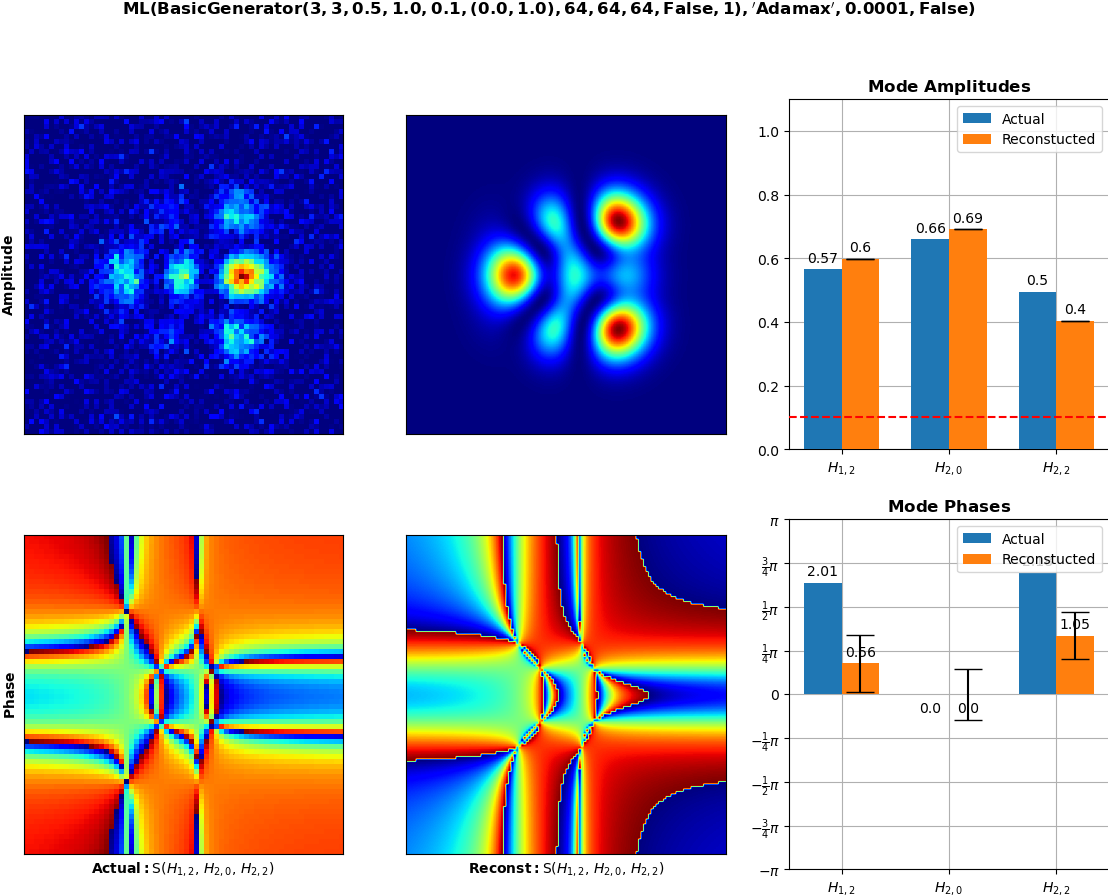 ML(BasicGenerator(3, 3, 0.5, 1.0, 0.1, (0.0, 1.0), 64, 64, 64, False, 1), ′Adamax′, 0.0001, False)
Mode Amplitudes
Actual
Reconstucted
1.0
0.8
0.6
0.4
0.2
0.0
0.57
0.6
0.66
0.69
0.5
0.4
H1,2
H2,0
H2,2
Amplitude
Mode Phases
Actual
Reconstucted
π
3/4π
1/2π
1/4π
0
−1/4π
−1/2π
−3/4π
−π
2.01
0.56
0.0
0.0
1.05
H1,2
H2,0
H2,2
Phase
Actual: S(H1,2, H2,0, H2,2)
Reconst: S(H1,2, H2,0, H2,2)